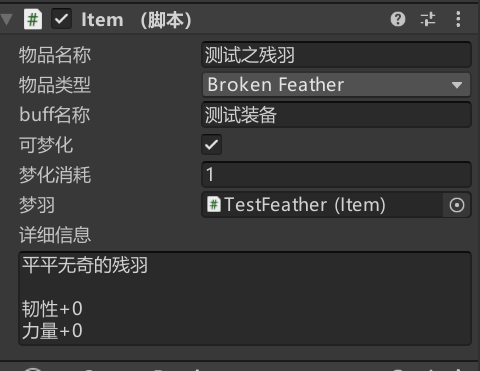 # Item （脚本）
物品名称 测试之残羽
物品类型 Broken Feather
buff名称 测试装备
可梦化
梦化消耗 1
梦羽 TestFeather (Item)
详细信息
平平无奇的残羽
韧性+0
力量+0